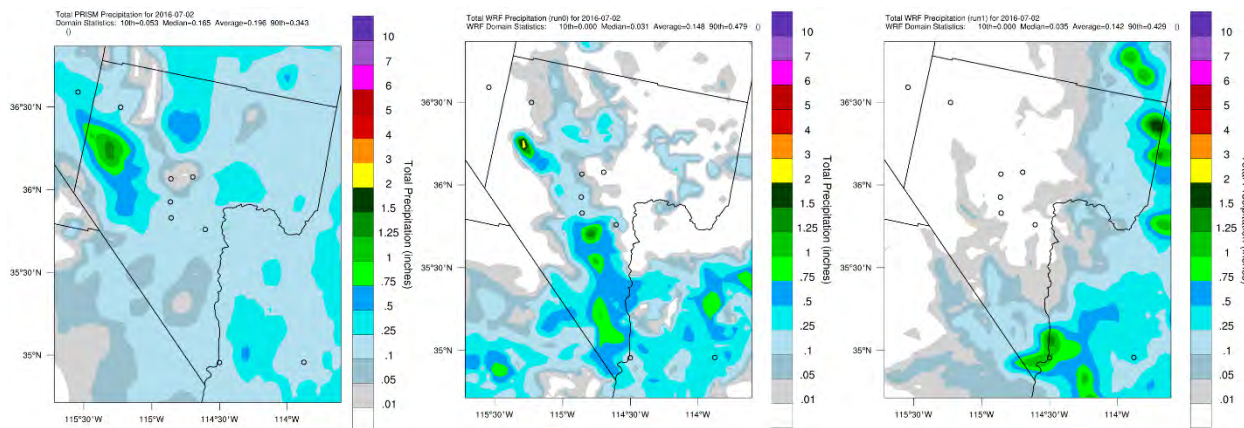 Total PRISM Precipitation for 2016-07-02
Domain Statistics: 10th=0.053 Median=0.165 Average=0.196 90th=0.343
()
36°30'N
36°N
35°30'N
35°N
115°30'W
115°W
114°30'W
114°W
10
7
6
5
4
3
2
1.5
1.25
1
.75
.5
.25
.1
.05
.01
Total Precipitation (inches)
Total WRF Precipitation (run0) for 2016-07-02
WRF Domain Statistics: 10th=0.000 Median=0.031 Average=0.148 90th=0.479 ()
36°30'N
36°N
35°30'N
35°N
115°30'W
115°W
114°30'W
114°W
10
7
6
5
4
3
2
1.5
1.25
1
.75
.5
.25
.1
.05
.01
Total Precipitation (inches)
Total WRF Precipitation (run1) for 2016-07-02
WRF Domain Statistics: 10th=0.000 Median=0.035 Average=0.142 90th=0.429 ()
36°30'N
36°N
35°30'N
35°N
115°30'W
115°W
114°30'W
114°W
10
7
6
5
4
3
2
1.5
1.25
1
.75
.5
.25
.1
.05
.01